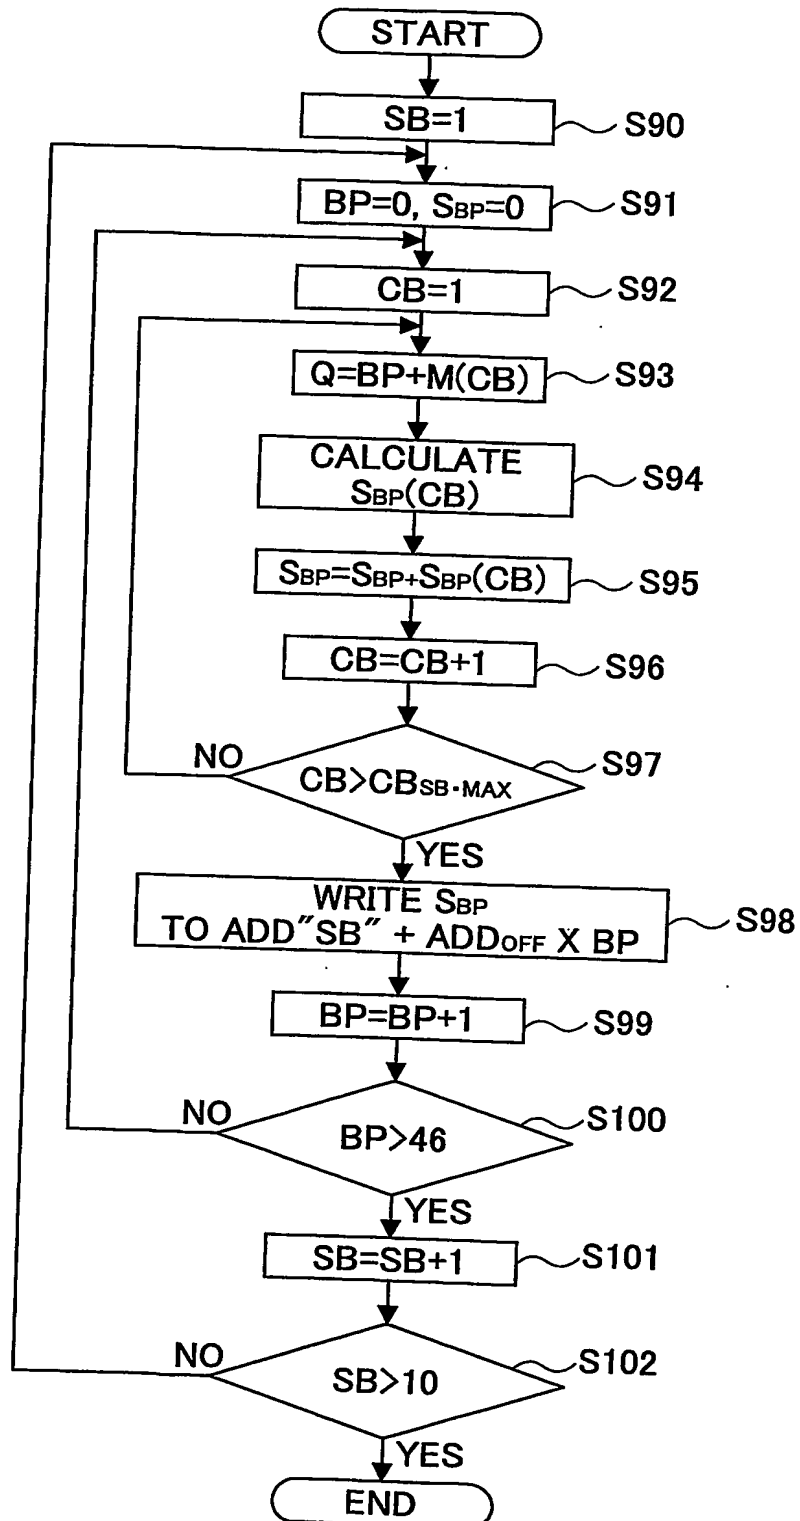 START
SB=1
S90
BP=0, SBP=0
S91
CB=1
S92
Q=BP+M(CB)
S93
CALCULATE
SBP(CB)
S94
SBP=SBP+SBP(CB)
S95
CB=CB+1
S96
NO
CB>CBSB·MAX
S97
YES
WRITE SBP
TO ADD"SB" + ADDOFF X BP
S98
BP=BP+1
S99
NO
BP>46
S100
YES
SB=SB+1
S101
NO
SB>10
S102
YES
END